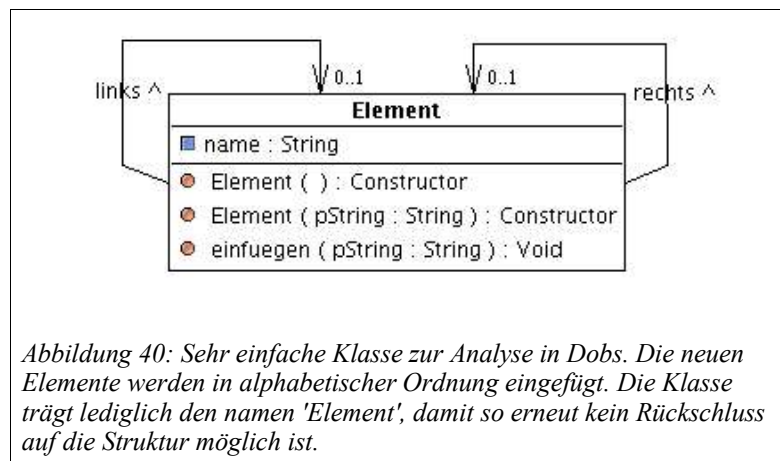 0..1 0..1
links ^ rechts ^
Element
name : String
Element ( ) : Constructor
Element ( pString : String ) : Constructor
einfuegen ( pString : String ) : Void
Abbildung 40: Sehr einfache Klasse zur Analyse in Dobs. Die neuen
Elemente werden in alphabetischer Ordnung eingefügt. Die Klasse
trägt lediglich den namen 'Element', damit so erneut kein Rückschluss
auf die Struktur möglich ist.